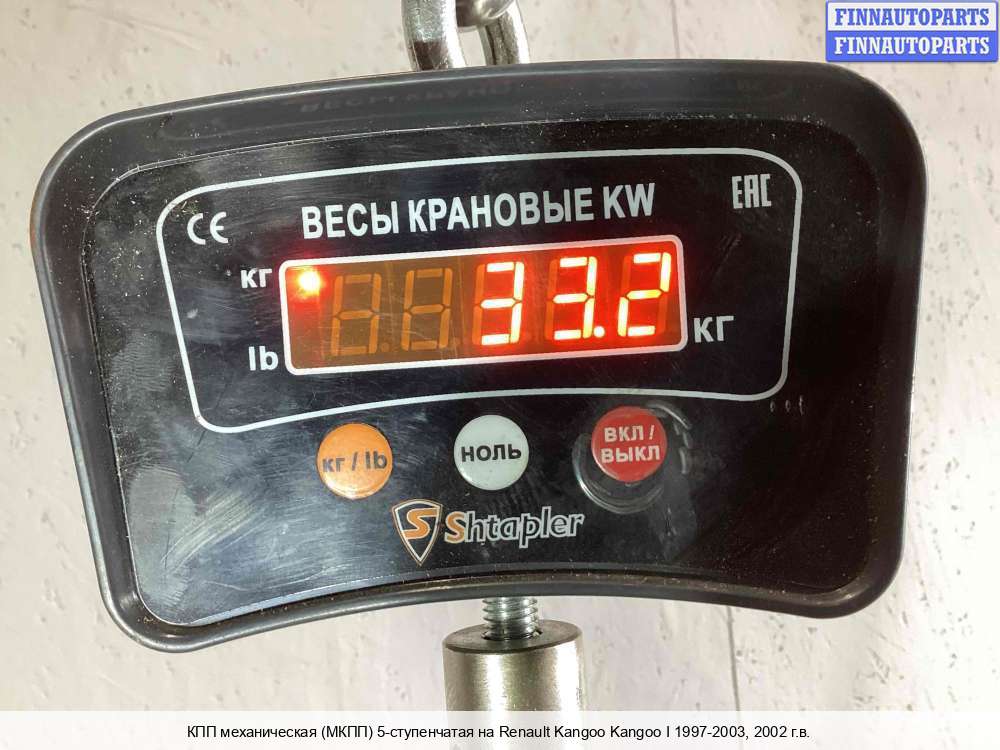 FINNAUTOPARTS
FINNAUTOPARTS
CE
ВЕСЫ КРАНОВЫЕ KW
EAC
кг
33.2
кг
lb
кг / lb
НОЛЬ
ВКЛ /
ВЫКЛ
S Shtapler
КПП механическая (МКПП) 5-ступенчатая на Renault Kangoo Kangoo I 1997-2003, 2002 г.в.